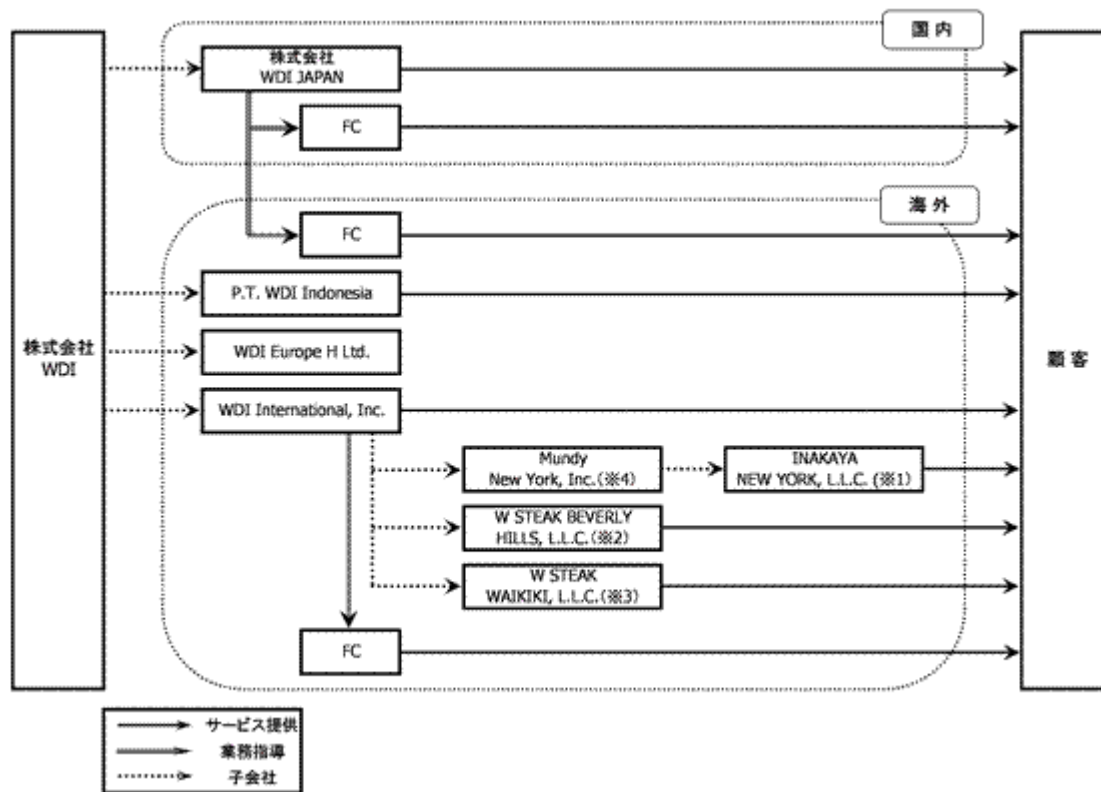 国内
株式会社
WDI JAPAN
FC
海外
FC
P.T. WDI Indonesia
株式会社
WDI
WDI Europe H Ltd.
顧客
WDI International, Inc.
Mundy
New York, Inc.(※4)
INAKAYA
NEW YORK, L.L.C. (※1)
W STEAK BEVERLY
HILLS, L.L.C.(※2)
W STEAK
WAIKIKI, L.L.C.(※3)
FC
サービス提供
業務指導
子会社